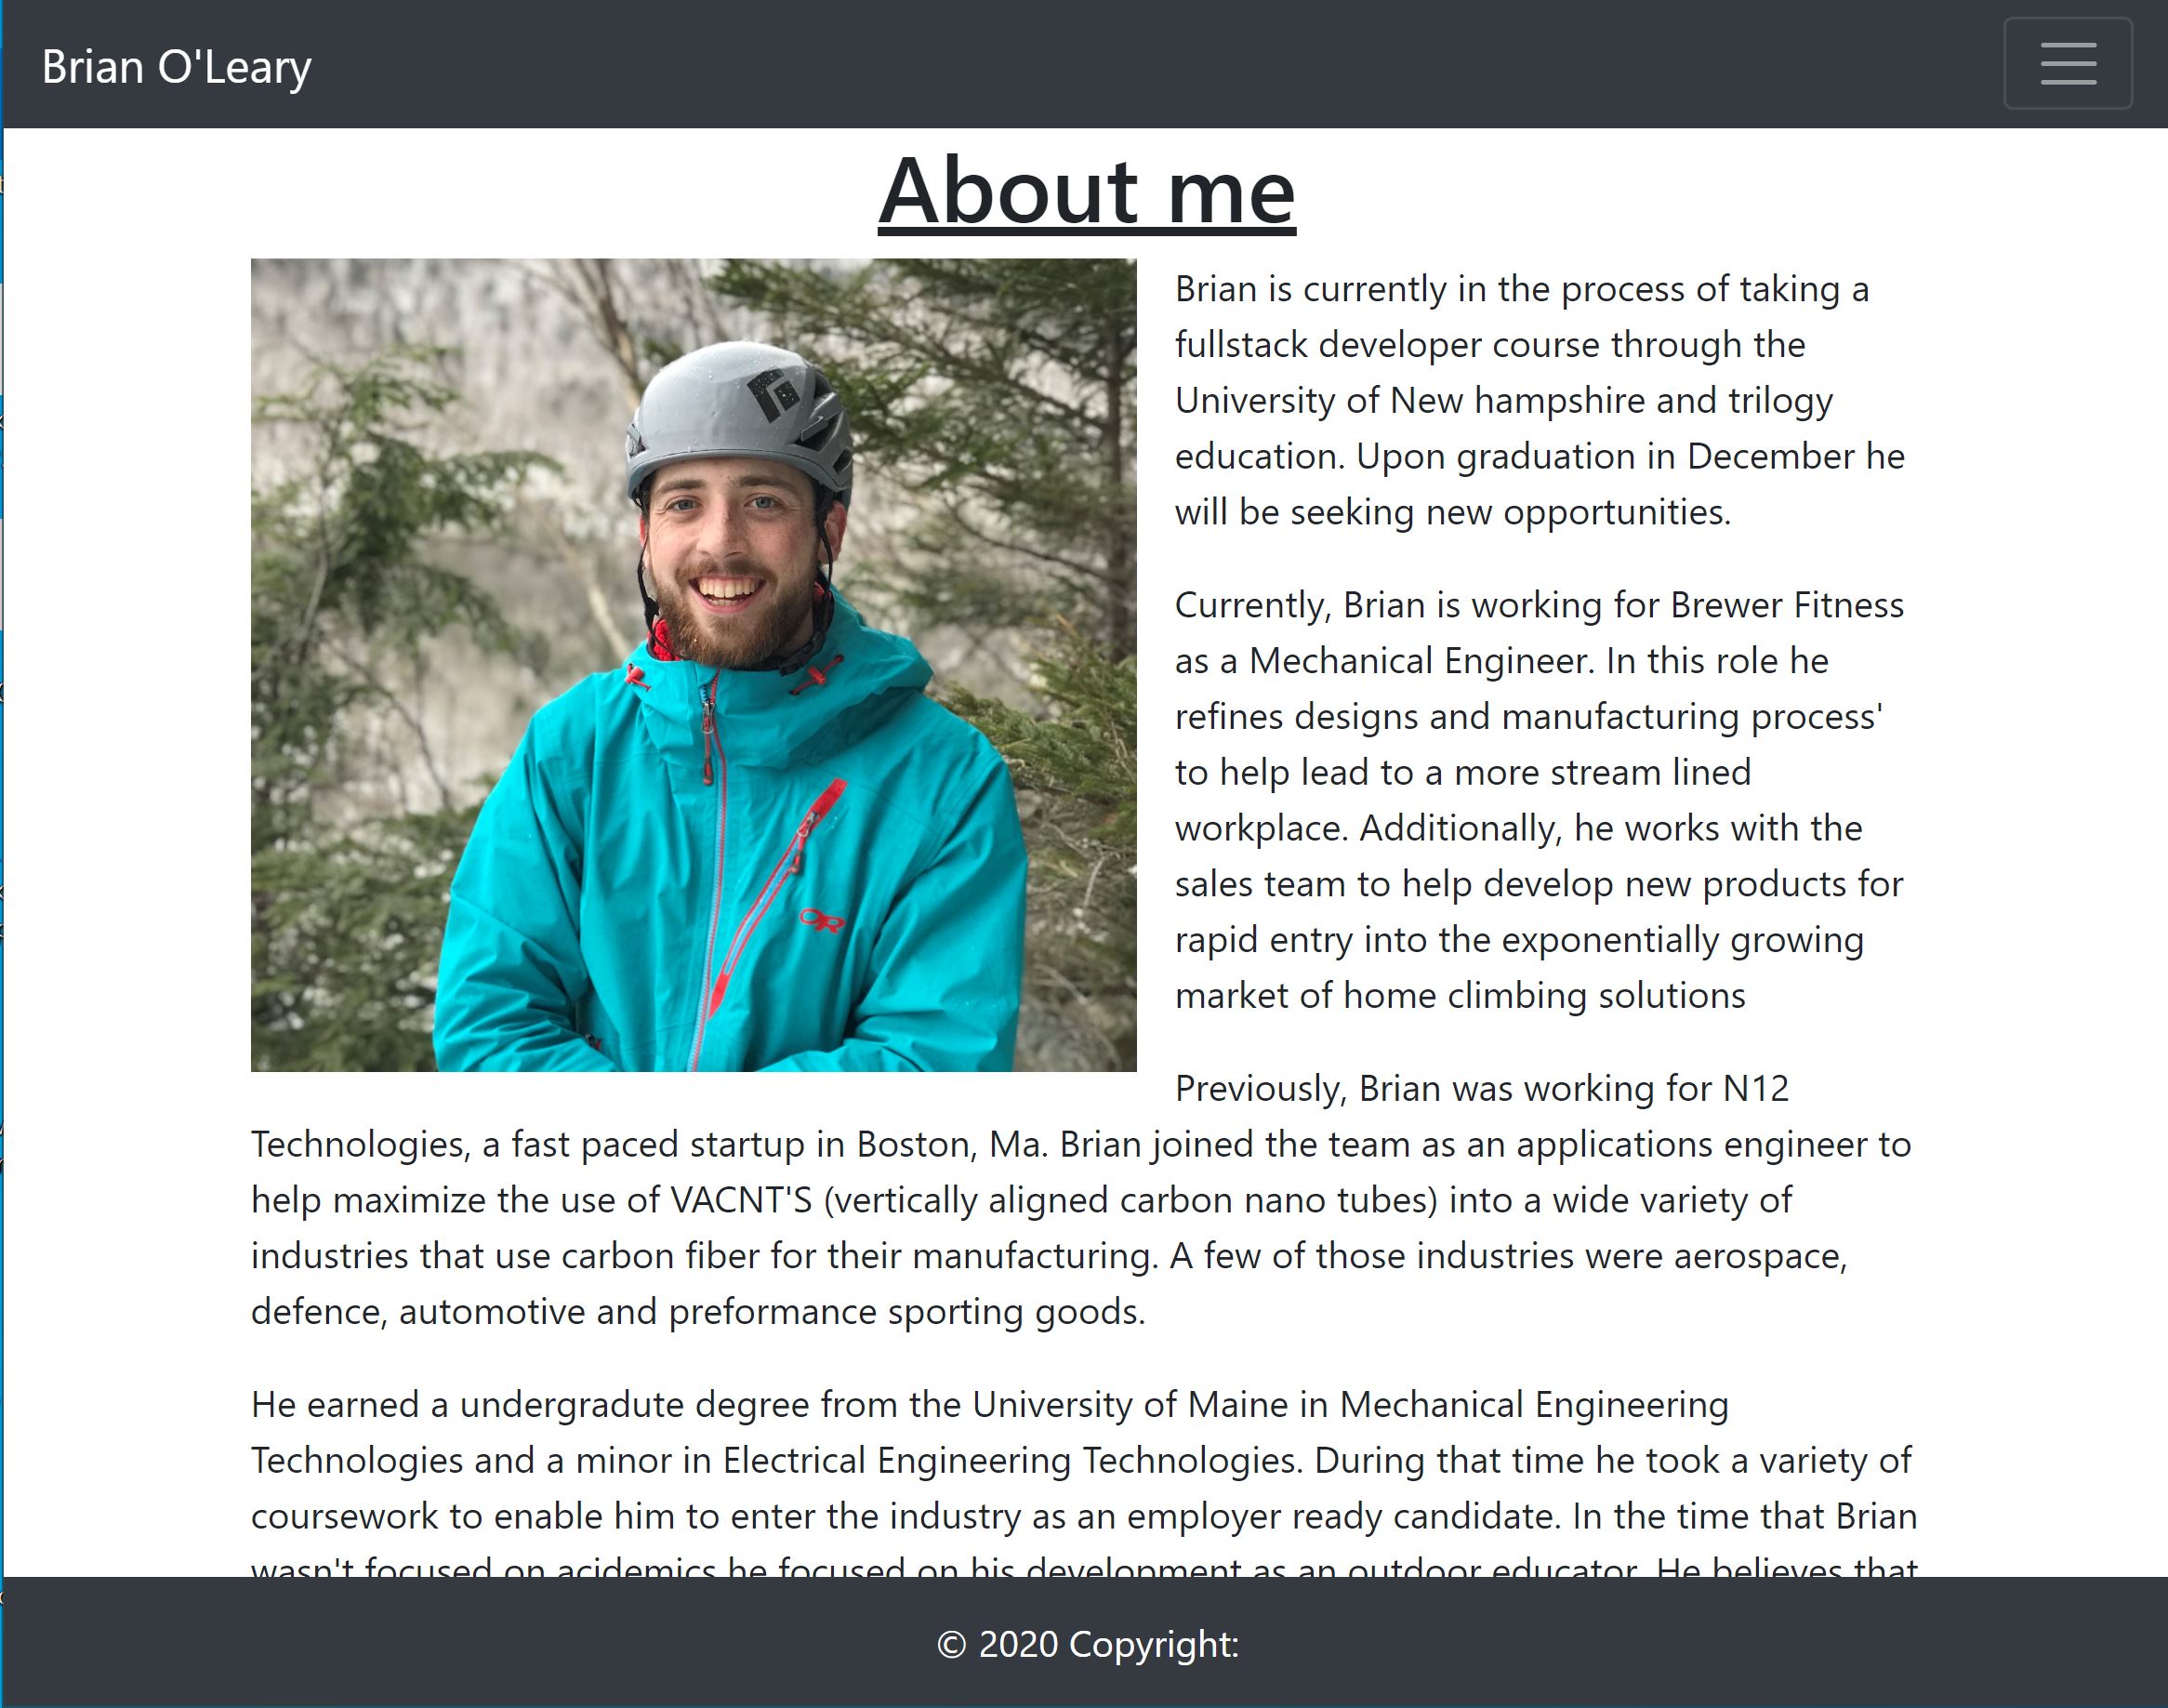 Brian O'Leary
About me
Brian is currently in the process of taking a
fullstack developer course through the
University of New hampshire and trilogy
education. Upon graduation in December he
will be seeking new opportunities.
Currently, Brian is working for Brewer Fitness
as a Mechanical Engineer. In this role he
refines designs and manufacturing process'
to help lead to a more stream lined
workplace. Additionally, he works with the
sales team to help develop new products for
rapid entry into the exponentially growing
market of home climbing solutions
OR
Previously, Brian was working for N12
Technologies, a fast paced startup in Boston, Ma. Brian joined the team as an applications engineer to
help maximize the use of VACNT'S (vertically aligned carbon nano tubes) into a wide variety of
industries that use carbon fiber for their manufacturing. A few of those industries were aerospace,
defence, automotive and preformance sporting goods.
He earned a undergradute degree from the University of Maine in Mechanical Engineering
Technologies and a minor in Electrical Engineering Technologies. During that time he took a variety of
coursework to enable him to enter the industry as an employer ready candidate. In the time that Brian
wasn't focused on acidemics he focused on his development as an outdoor educator. He believes that
© 2020 Copyright: